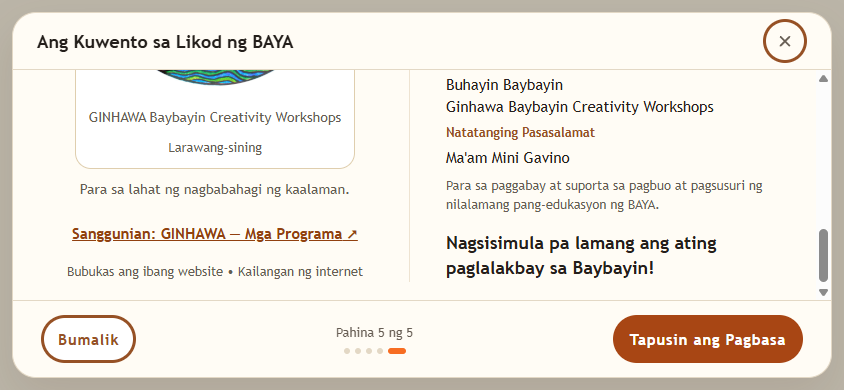 Ang Kuwento sa Likod ng BAYA
GINHAWA Baybayin Creativity Workshops
Larawang-sining
Para sa lahat ng nagbabahagi ng kaalaman.
Sanggunian: GINHAWA — Mga Programa ↗
Bubukas ang ibang website • Kailangan ng internet
Buhayin Baybayin
Ginhawa Baybayin Creativity Workshops
Natatanging Pasasalamat
Ma'am Mini Gavino
Para sa paggabay at suporta sa pagbuo at pagsusuri ng
nilalamang pang-edukasyon ng BAYA.
Nagsisimula pa lamang ang ating
paglalakbay sa Baybayin!
Bumalik
Pahina 5 ng 5
Tapusin ang Pagbasa